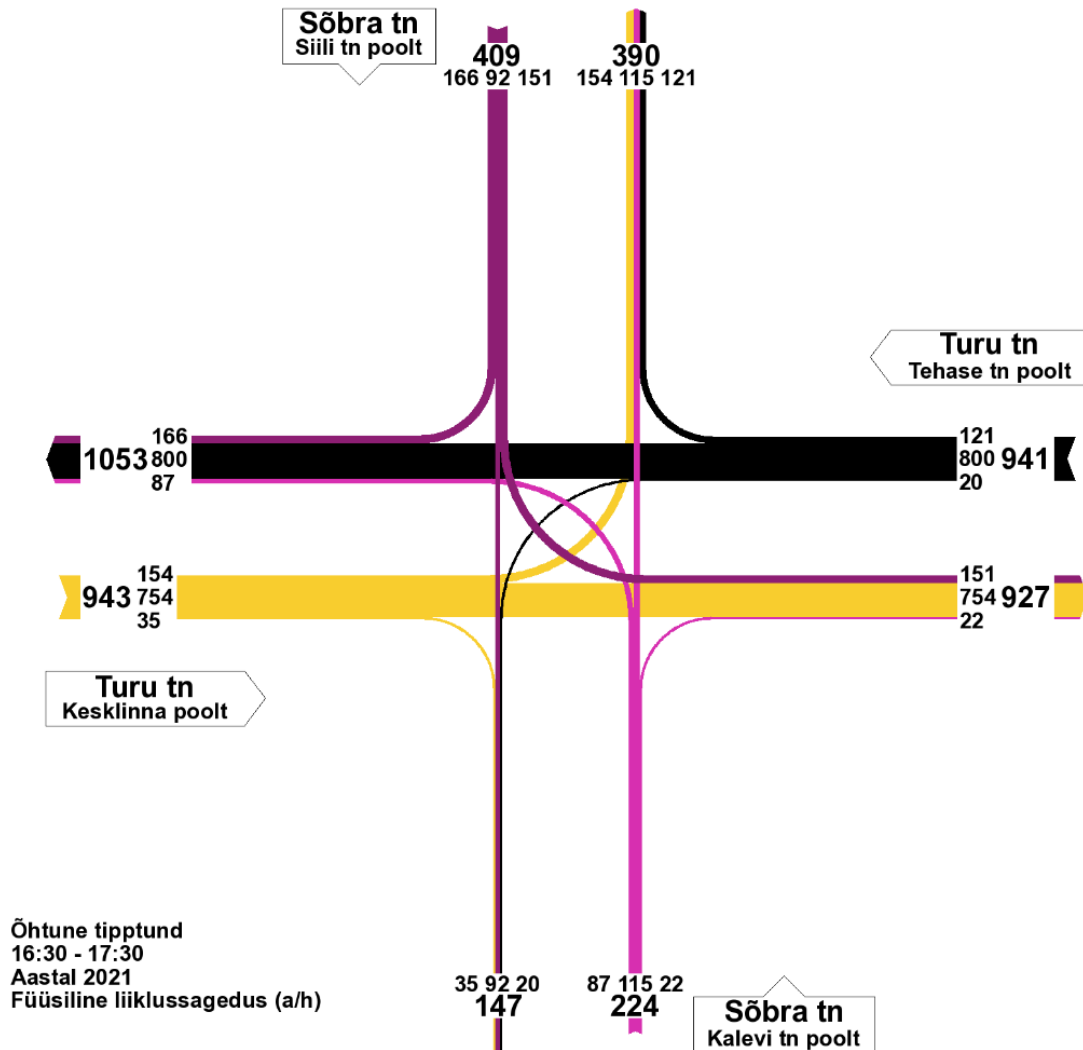 Sõbra tn
Siili tn poolt
409
166 92 151
390
154 115 121
Turu tn
Tehase tn poolt
166
1053 800
87
121
800 941
20
154
943 754
35
151
754 927
22
Turu tn
Kesklinna poolt
Õhtune tipptund
16:30 - 17:30
Aastal 2021
Füüsiline liiklussagedus (a/h)
35 92 20
147
87 115 22
224
Sõbra tn
Kalevi tn poolt